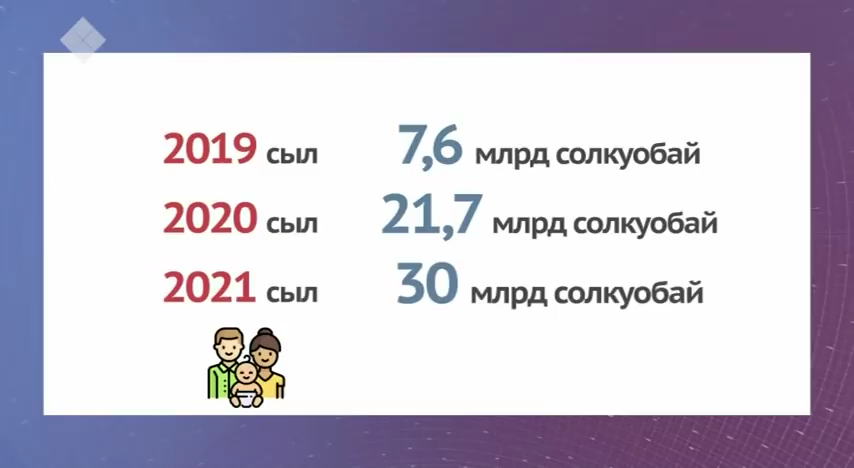 2019 сыл 7,6 млрд солкуобай
2020 сыл 21,7 млрд солкуобай
2021 сыл 30 млрд солкуобай